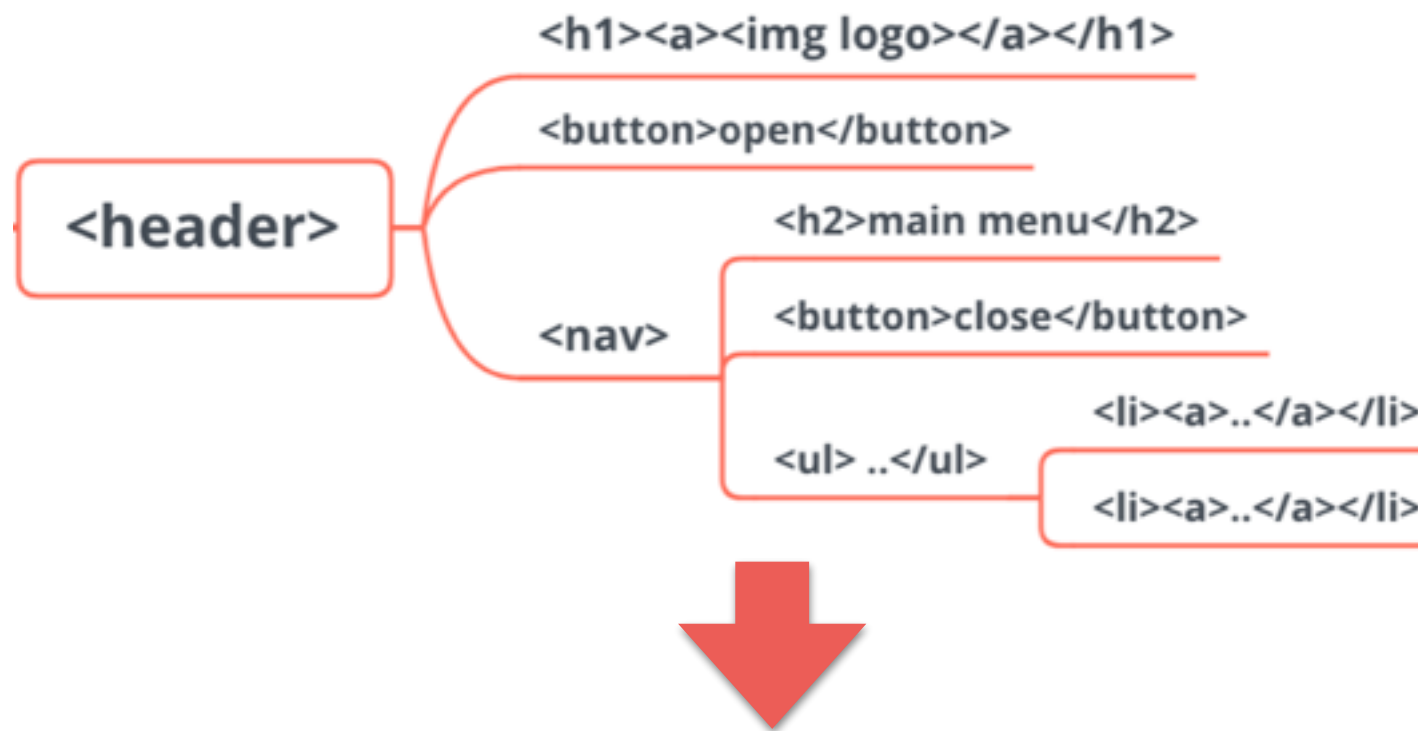 <h1><a><img logo></a></h1>
<button>open</button>
<header>
<h2>main menu</h2>
<nav>
<button>close</button>
<ul> ..</ul>
<li><a>..</a></li>
<li><a>..</a></li>